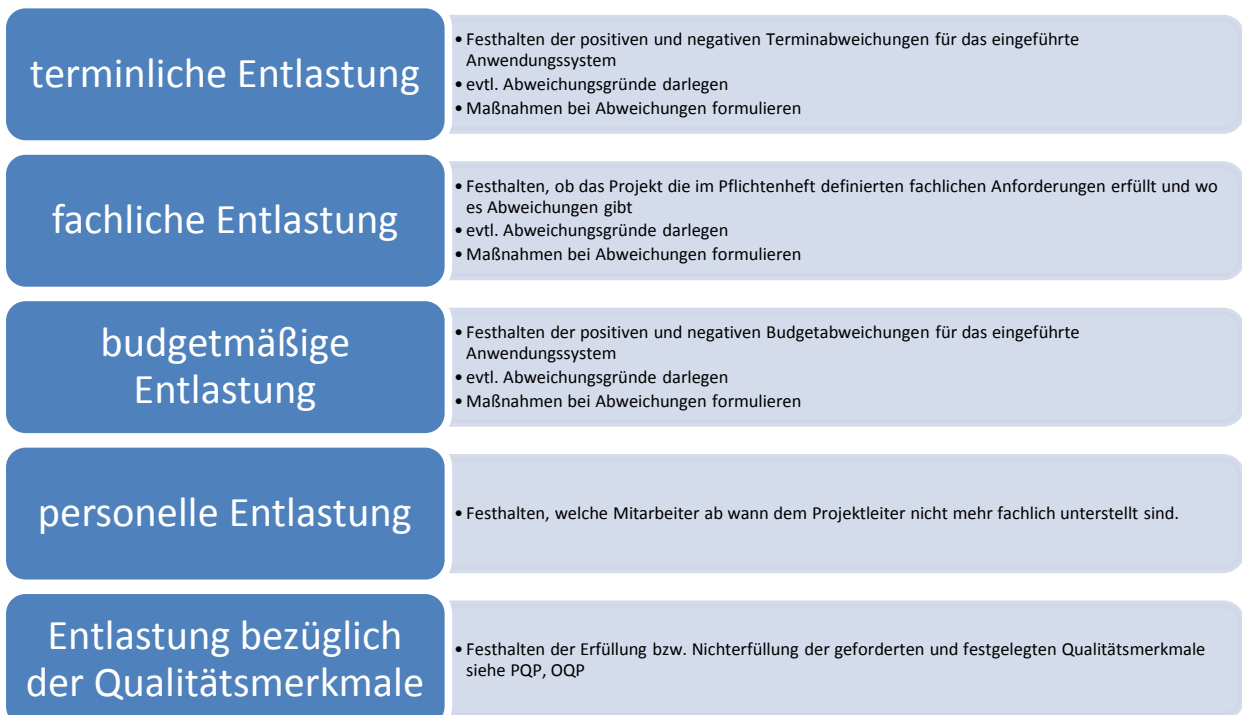 terminliche Entlastung
• Festhalten der positiven und negativen Terminabweichungen für das eingeführte
Anwendungssystem
• evtl. Abweichungsgründe darlegen
• Maßnahmen bei Abweichungen formulieren
fachliche Entlastung
• Festhalten, ob das Projekt die im Pflichtenheft definierten fachlichen Anforderungen erfüllt und wo
es Abweichungen gibt
• evtl. Abweichungsgründe darlegen
• Maßnahmen bei Abweichungen formulieren
budgetmäßige
Entlastung
• Festhalten der positiven und negativen Budgetabweichungen für das eingeführte
Anwendungssystem
• evtl. Abweichungsgründe darlegen
• Maßnahmen bei Abweichungen formulieren
personelle Entlastung
• Festhalten, welche Mitarbeiter ab wann dem Projektleiter nicht mehr fachlich unterstellt sind.
Entlastung bezüglich
der Qualitätsmerkmale
• Festhalten der Erfüllung bzw. Nichterfüllung der geforderten und festgelegten Qualitätsmerkmale
siehe PQP, OQP